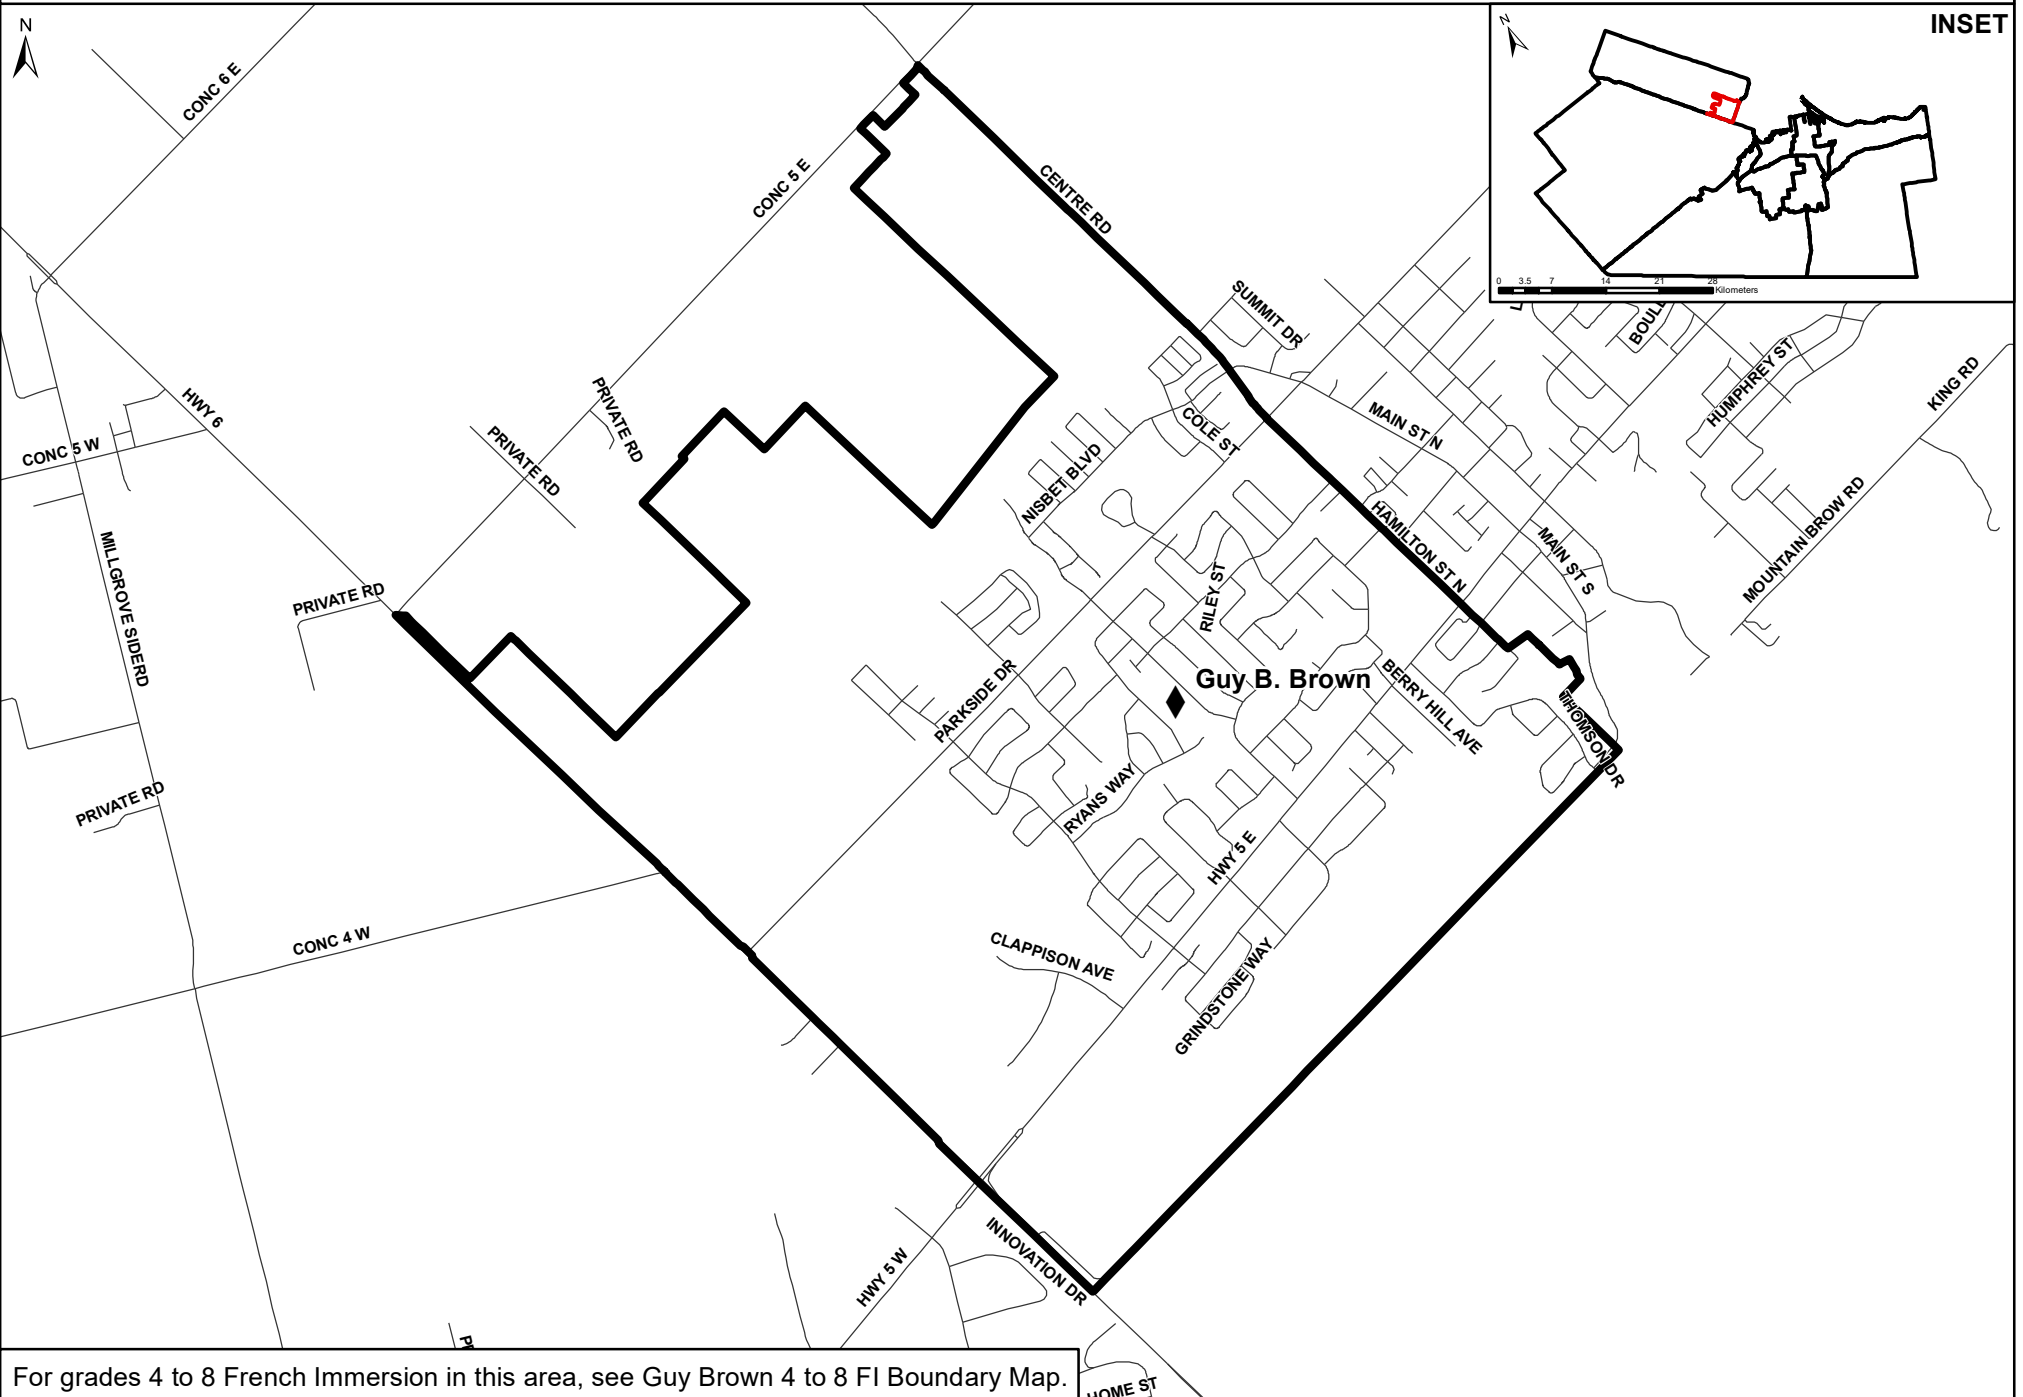 N
INSET
N
0 3.5 7 14 21 28
Kilometers
CONC 6 E
CONC 5 E
CENTRE RD
SUMMIT DR
BOUL
HUMPHREY ST
KING RD
HWY 6
PRIVATE RD
PRIVATE RD
CONC 5 W
COLE ST
MAIN ST N
NISBET BLVD
HAMILTON ST N
MAIN ST S
MOUNTAIN BROW RD
MILLGROVE SIDERD
PRIVATE RD
RILEY ST
Guy B. Brown
BERRY HILL AVE
PARKSIDE DR
THOMSON DR
PRIVATE RD
RYANS WAY
HWY 5 E
CONC 4 W
CLAPPISON AVE
GRINDSTONE WAY
INNOVATION DR
HWY 5 W
HOME ST
For grades 4 to 8 French Immersion in this area, see Guy Brown 4 to 8 FI Boundary Map.